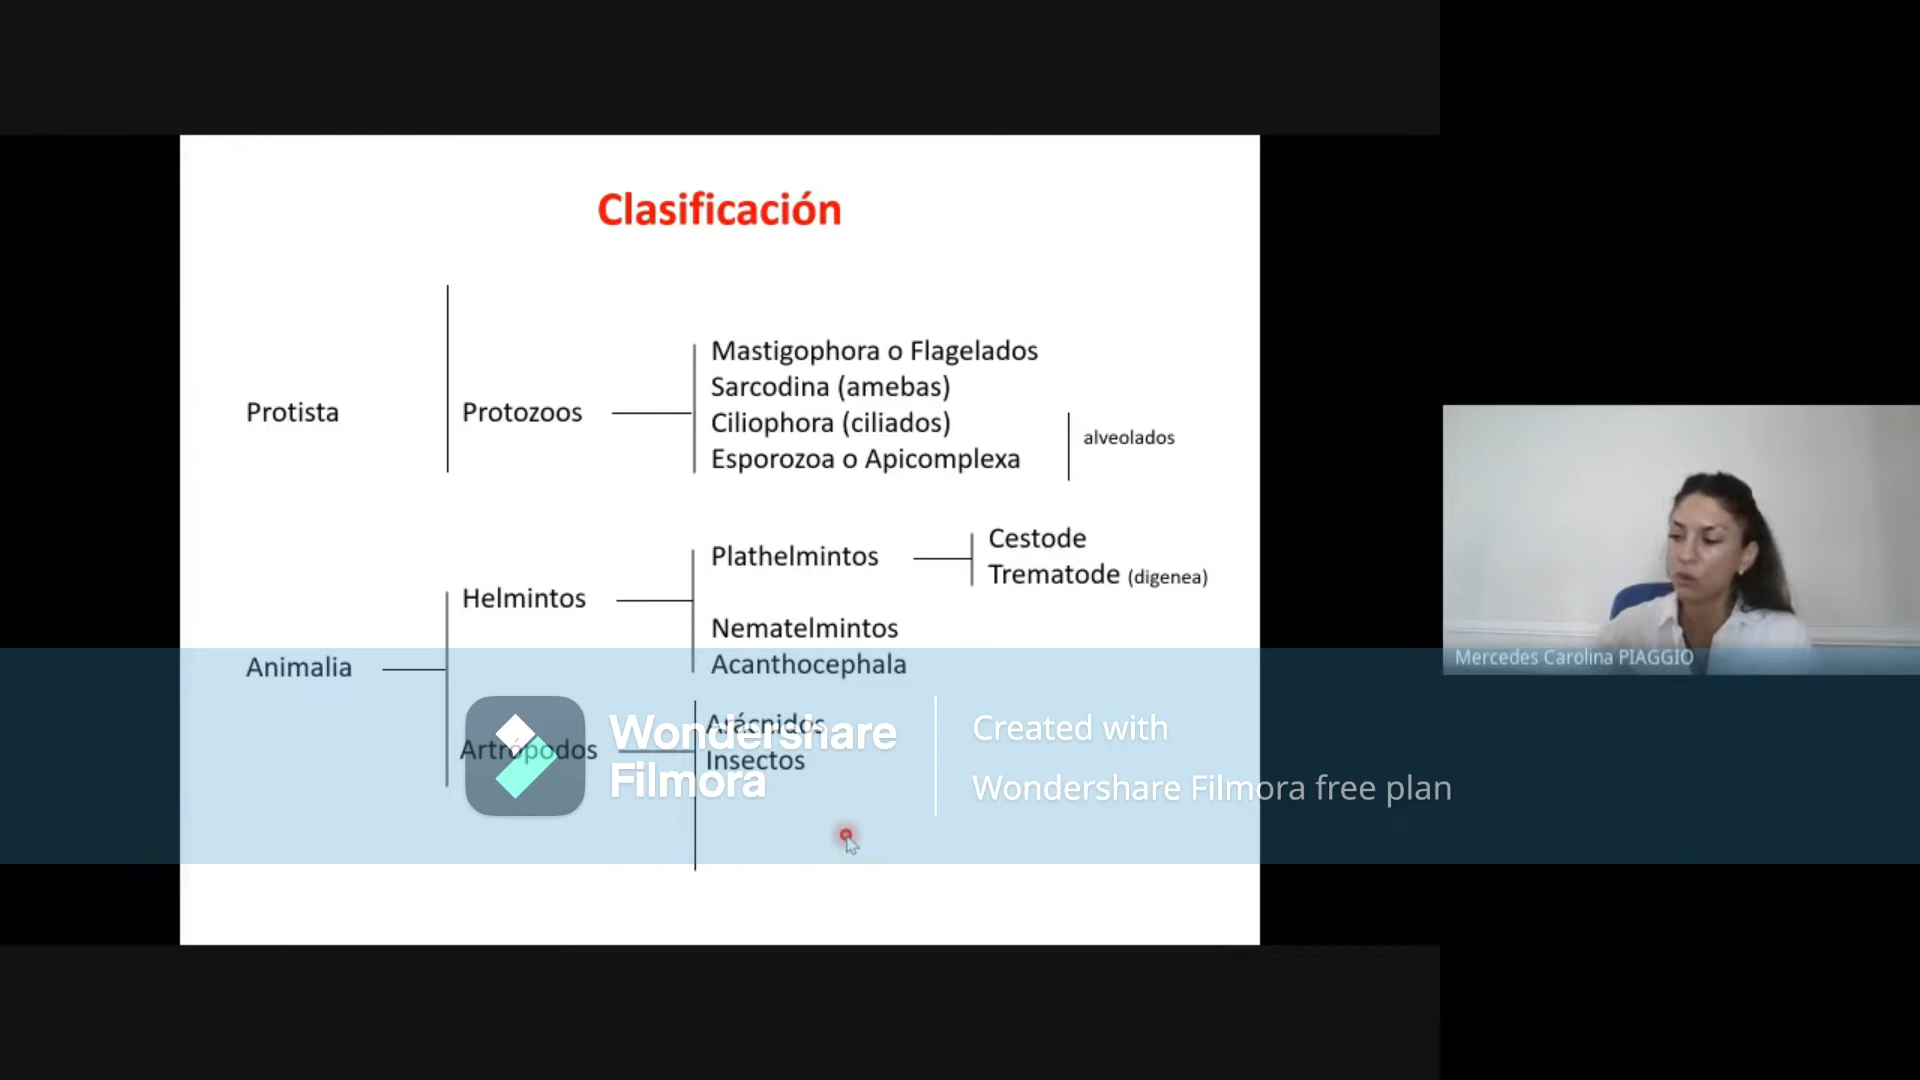 Clasificación
Protista
Protozoos
Mastigophora o Flagelados
Sarcodina (amebas)
Ciliophora (ciliados)
Esporozoa o Apicomplexa
alveolados
Animalia
Helmintos
Plathelmintos
Cestode
Trematode (digenea)
Nematelmintos
Acanthocephala
Artrópodos
Arácnidos
Insectos
Mercedes Carolina PIAGGIO
Wondershare
Filmora
Created with
Wondershare Filmora free plan